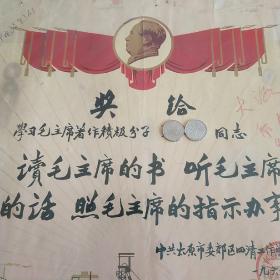 奖给
学习毛主席著作积极分子 同志
读毛主席的书 听毛主席
的话 照毛主席的指示办事
中共太原市委郊区四清工作